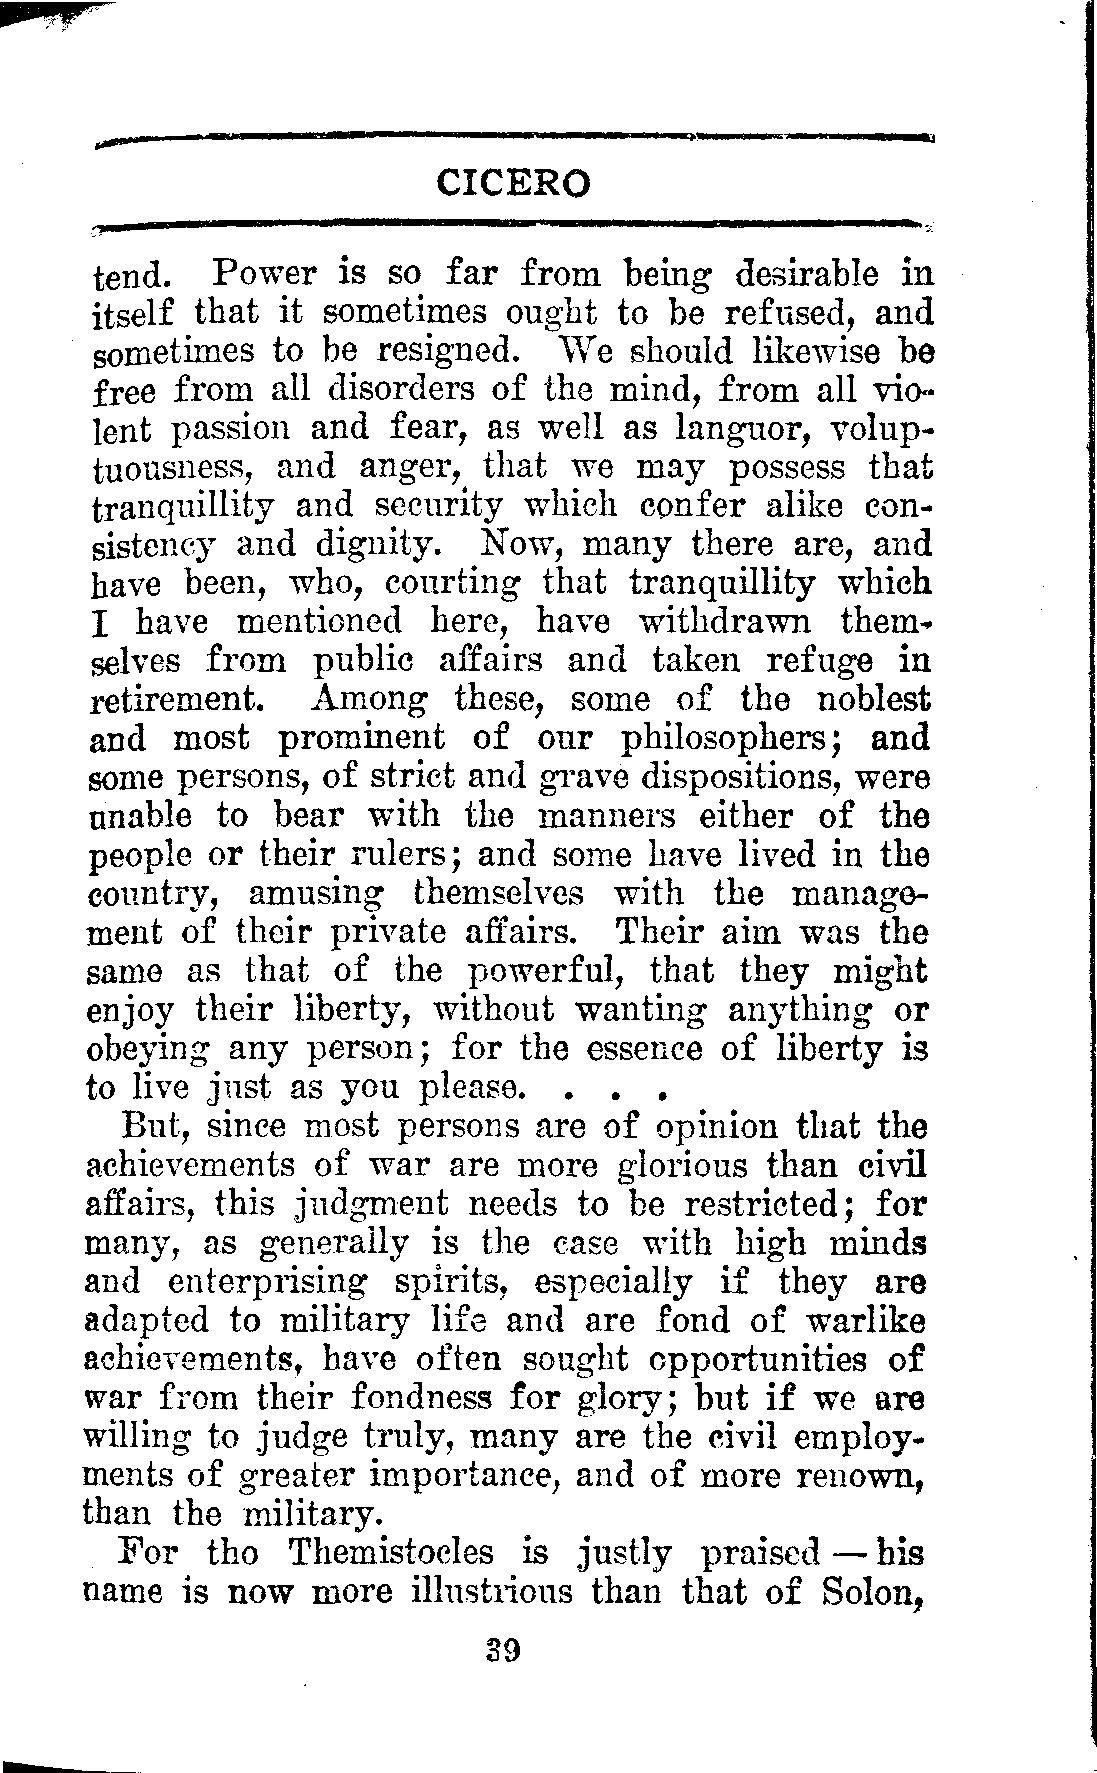 CICERO
tend. Power is so far from being desirable in
itself that it sometimes ought to be refused, and
sometimes to be resigned. We should likewise be
free from all disorders of the mind, from all vio-
lent passion and fear, as well as languor, volup-
tuousness, and anger, that we may possess that
tranquillity and security which confer alike con-
sistency and dignity. Now, many there are, and
have been, who, courting that tranquillity which
I have mentioned here, have withdrawn them-
selves from public affairs and taken refuge in
retirement. Among these, some of the noblest
and most prominent of our philosophers; and
some persons, of strict and grave dispositions, were
unable to bear with the manners either of the
people or their rulers; and some have lived in the
country, amusing themselves with the manage-
ment of their private affairs. Their aim was the
same as that of the powerful, that they might
enjoy their liberty, without wanting anything or
obeying any person; for the essence of liberty is
to live just as you please. . . .
But, since most persons are of opinion that the
achievements of war are more glorious than civil
affairs, this judgment needs to be restricted; for
many, as generally is the case with high minds
and enterprising spirits, especially if they are
adapted to military life and are fond of warlike
achievements, have often sought opportunities of
war from their fondness for glory; but if we are
willing to judge truly, many are the civil employ-
ments of greater importance, and of more renown,
than the military.
For tho Themistocles is justly praised — his
name is now more illustrious than that of Solon,
39